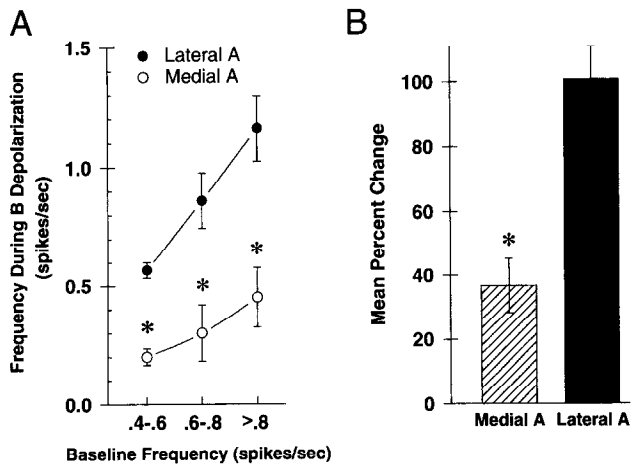 A
Lateral A
Medial A
Frequency During B Depolarization
(spikes/sec)
1.5
1.0
0.5
0.0
*
*
*
.4-.6
.6-.8
>.8
Baseline Frequency (spikes/sec)
B
Mean Percent Change
100
80
60
40
20
0
*
Medial A
Lateral A